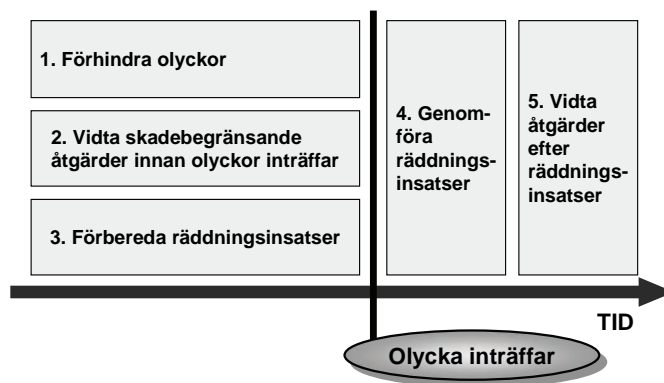 1. Förhindra olyckor
2. Vidta skadebegränsande
åtgärder innan olyckor inträffar
3. Förbereda räddningsinsatser
4. Genom-
föra
räddnings-
insatser
5. Vidta
åtgärder
efter
räddnings-
insatser
TID
Olycka inträffar